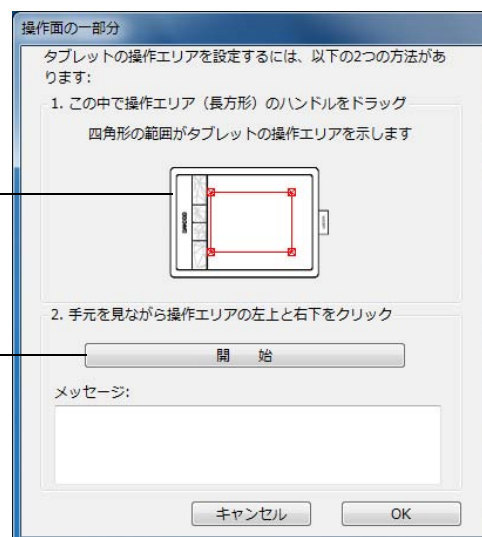 操作面の一部分
タブレットの操作エリアを設定するには、以下の2つの方法があ
ります:
1. この中で操作エリア（長方形）のハンドルをドラッグ
四角形の範囲がタブレットの操作エリアを示します
2. 手元を見ながら操作エリアの左上と右下をクリック
開 始
メッセージ:
キャンセル
OK